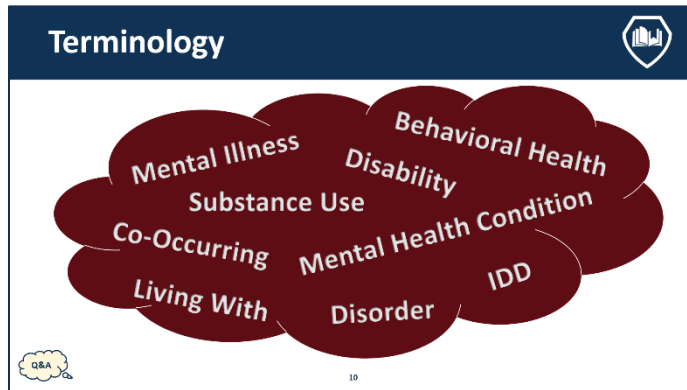 Terminology
Behavioral Health
Mental Illness
Disability
Substance Use
Mental Health Condition
Co-Occurring
IDD
Living With
Disorder
Q&A
10